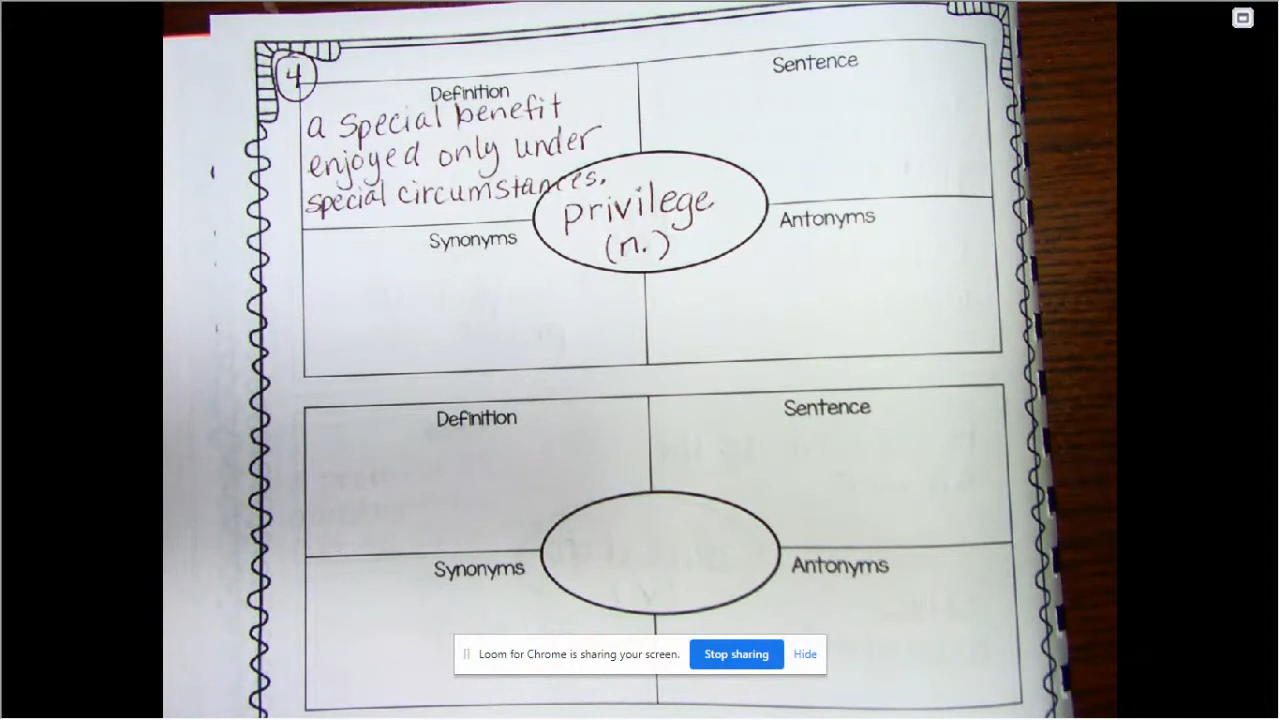 4
Definition
a special benefit
enjoyed only under
special circumstances.
Sentence
privilege
(n.)
Synonyms
Antonyms
Definition
Sentence
Synonyms
Antonyms
Loom for Chrome is sharing your screen.
Stop sharing
Hide